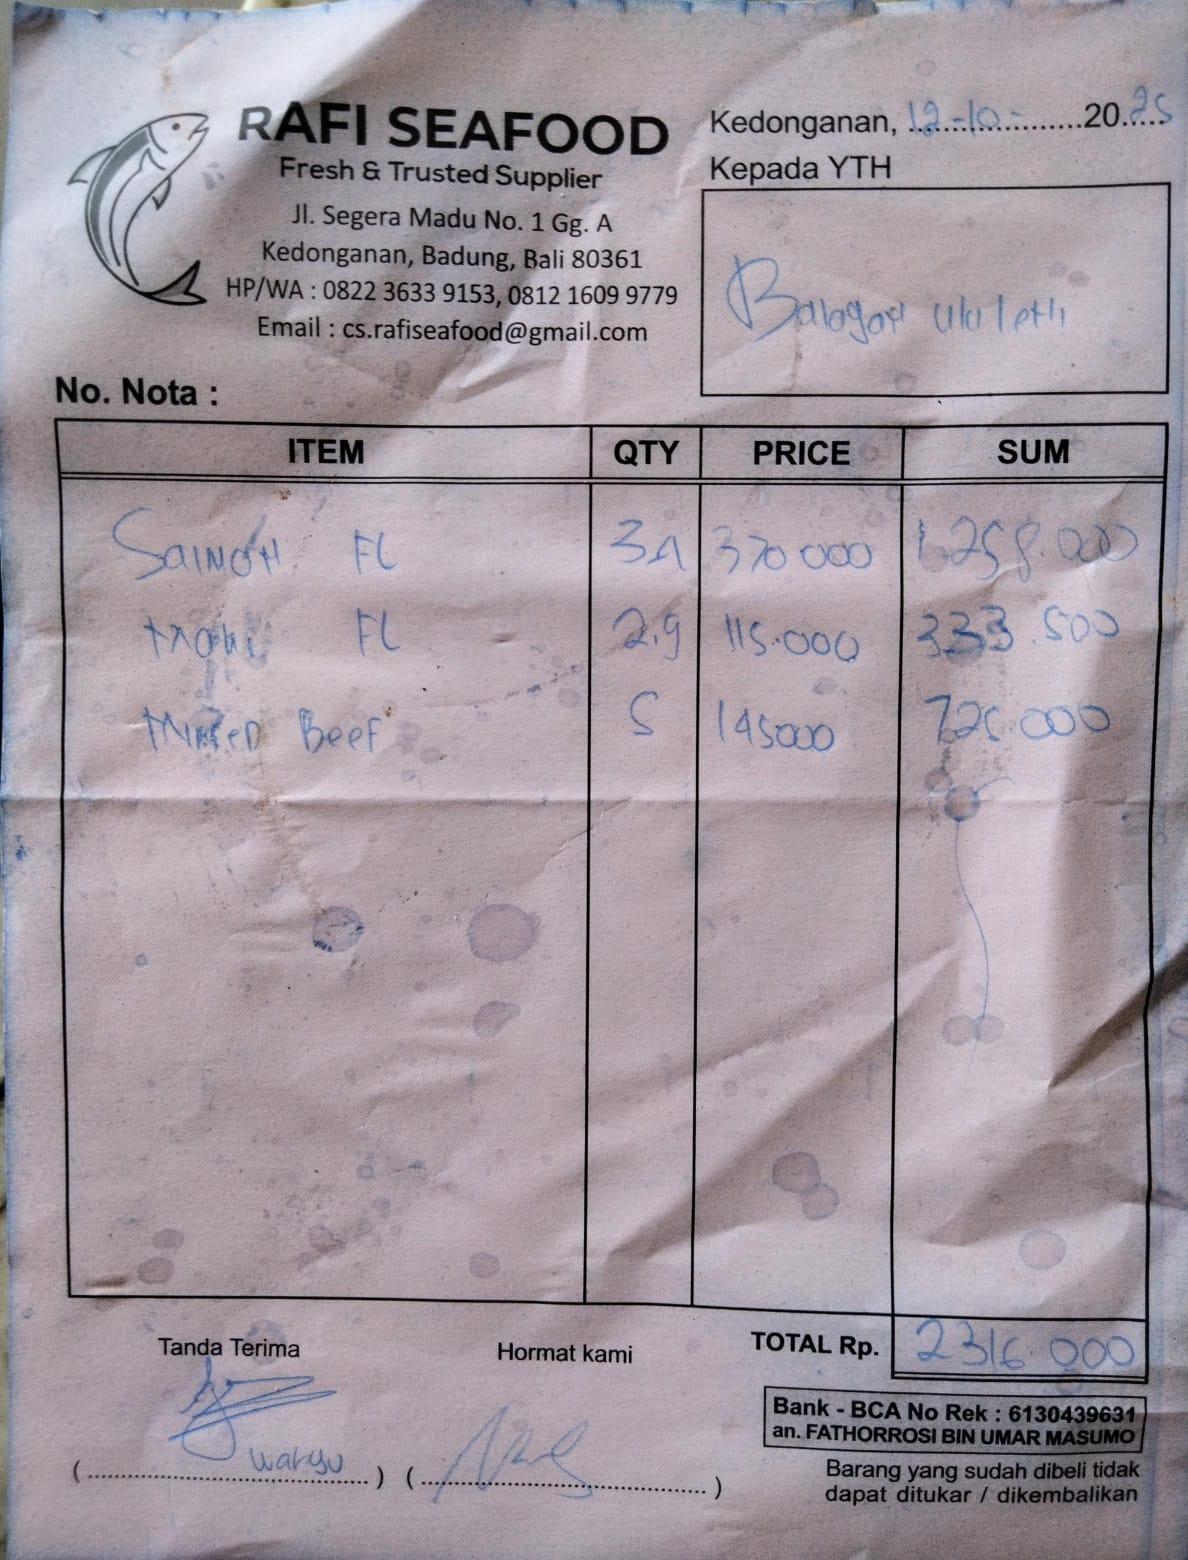 RAFI SEAFOOD
Fresh & Trusted Supplier
Jl. Segera Madu No. 1 Gg. A
Kedonganan, Badung, Bali 80361
HP/WA : 0822 3633 9153, 0812 1609 9779
Email : cs.rafiseafood@gmail.com
Kedonganan, 12-10- 2025
Kepada YTH
No. Nota :
ITEM QTY PRICE SUM
Salmon FL 3,4 370 000 1.258.000
Mahi FL 2,9 115.000 333.500
Minced Beef 5 145000 725.000
Tanda Terima Hormat kami TOTAL Rp. 2316.000
Wahyu
Bank - BCA No Rek : 6130439631
an. FATHORROSI BIN UMAR MASUMO
Barang yang sudah dibeli tidak
dapat ditukar / dikembalikan